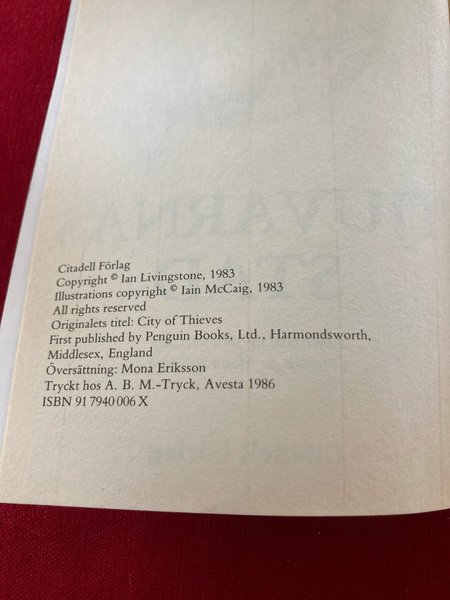 Citadell Förlag
Copyright © Ian Livingstone, 1983
Illustrations copyright © Iain McCaig, 1983
All rights reserved
Originalets titel: City of Thieves
First published by Penguin Books, Ltd., Harmondsworth,
Middlesex, England
Översättning: Mona Eriksson
Tryckt hos A. B. M.-Tryck, Avesta 1986
ISBN 91 7940 006 X